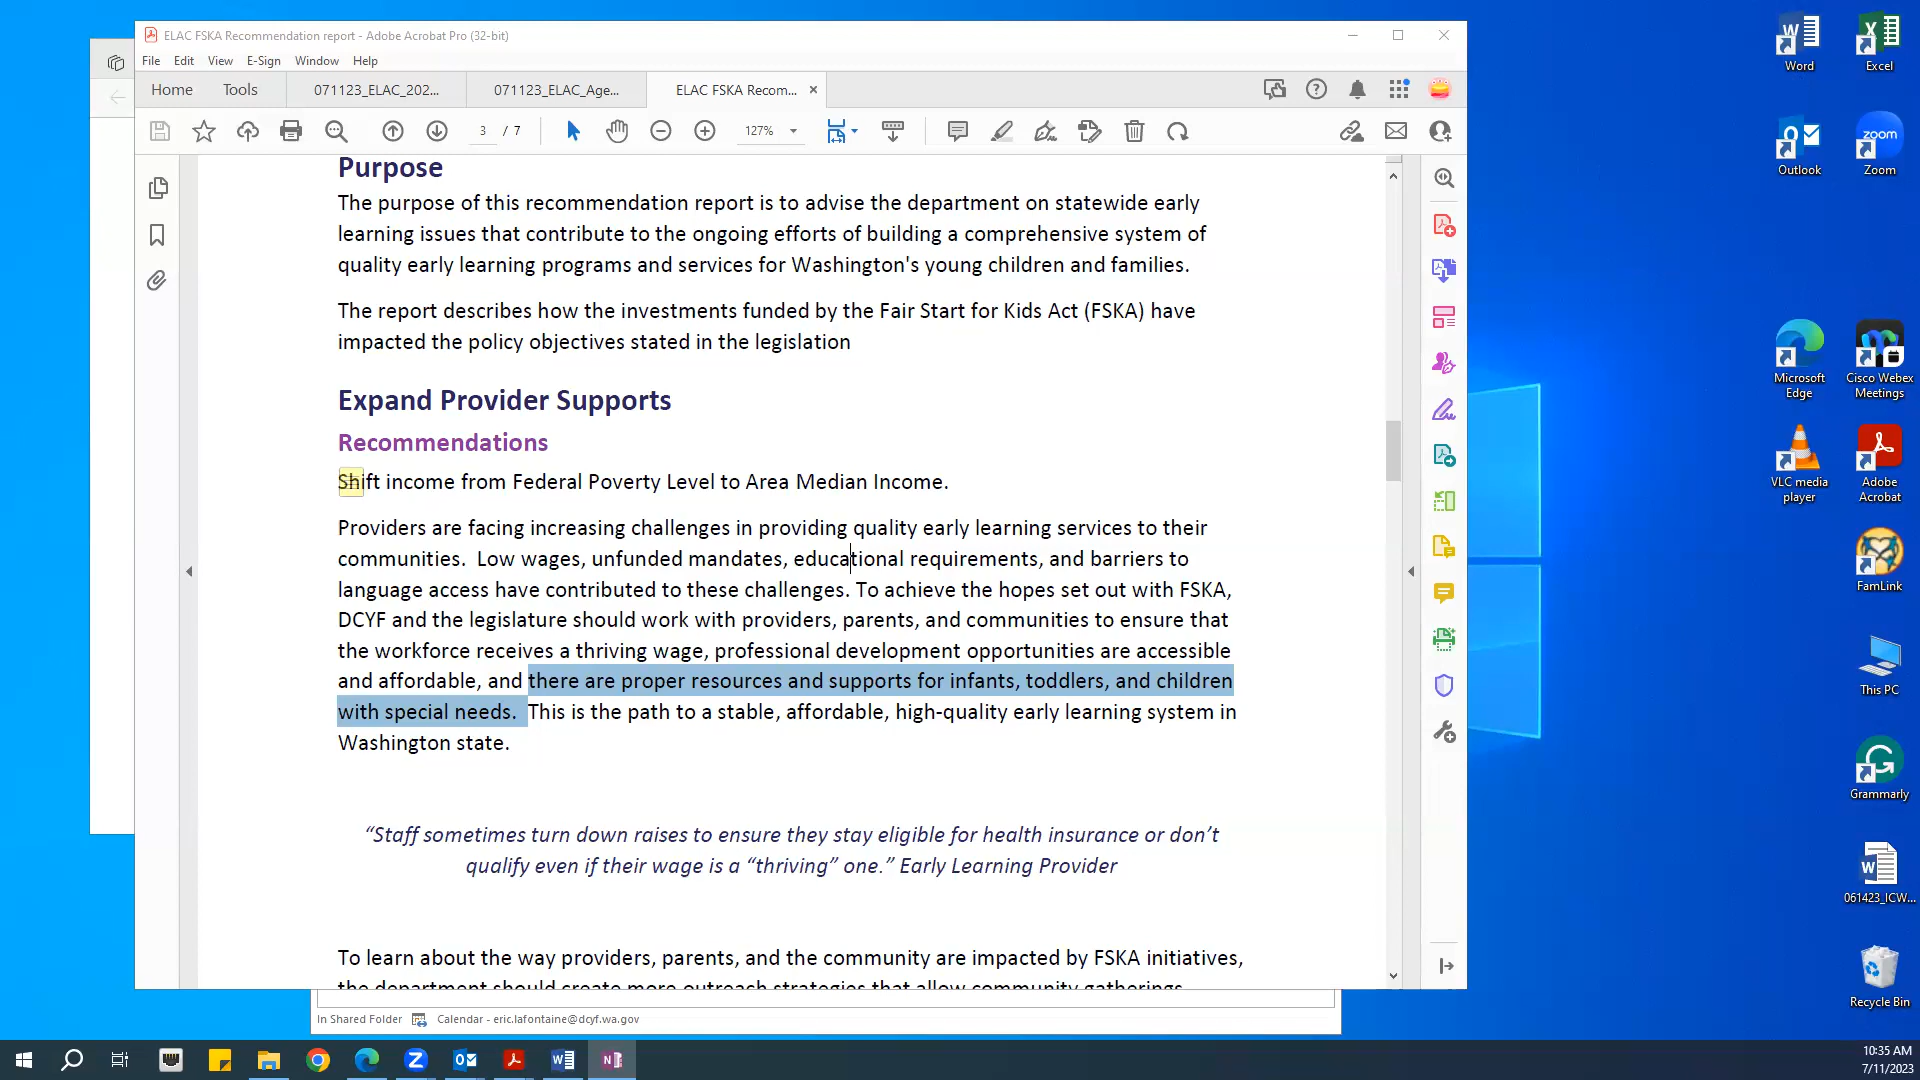 ELAC FSKA Recommendation report - Adobe Acrobat Pro (32-bit)
File Edit View E-Sign Window Help
Home Tools 071123_ELAC_202... 071123_ELAC_Age... ELAC FSKA Recom... ×
3 / 7 127%
Purpose
The purpose of this recommendation report is to advise the department on statewide early
learning issues that contribute to the ongoing efforts of building a comprehensive system of
quality early learning programs and services for Washington's young children and families.
The report describes how the investments funded by the Fair Start for Kids Act (FSKA) have
impacted the policy objectives stated in the legislation
Expand Provider Supports
Recommendations
Shift income from Federal Poverty Level to Area Median Income.
Providers are facing increasing challenges in providing quality early learning services to their
communities.  Low wages, unfunded mandates, educational requirements, and barriers to
language access have contributed to these challenges. To achieve the hopes set out with FSKA,
DCYF and the legislature should work with providers, parents, and communities to ensure that
the workforce receives a thriving wage, professional development opportunities are accessible
and affordable, and there are proper resources and supports for infants, toddlers, and children
with special needs.  This is the path to a stable, affordable, high-quality early learning system in
Washington state.
“Staff sometimes turn down raises to ensure they stay eligible for health insurance or don’t
qualify even if their wage is a “thriving” one.” Early Learning Provider
To learn about the way providers, parents, and the community are impacted by FSKA initiatives,
the department should create more outreach strategies that allow community gatherings
In Shared Folder Calendar - eric.lafontaine@dcyf.wa.gov
Word
Excel
Outlook
zoom
Zoom
Microsoft
Edge
Cisco Webex
Meetings
VLC media
player
Adobe
Acrobat
FamLink
This PC
Grammarly
061423_ICW...
Recycle Bin
10:35 AM
7/11/2023